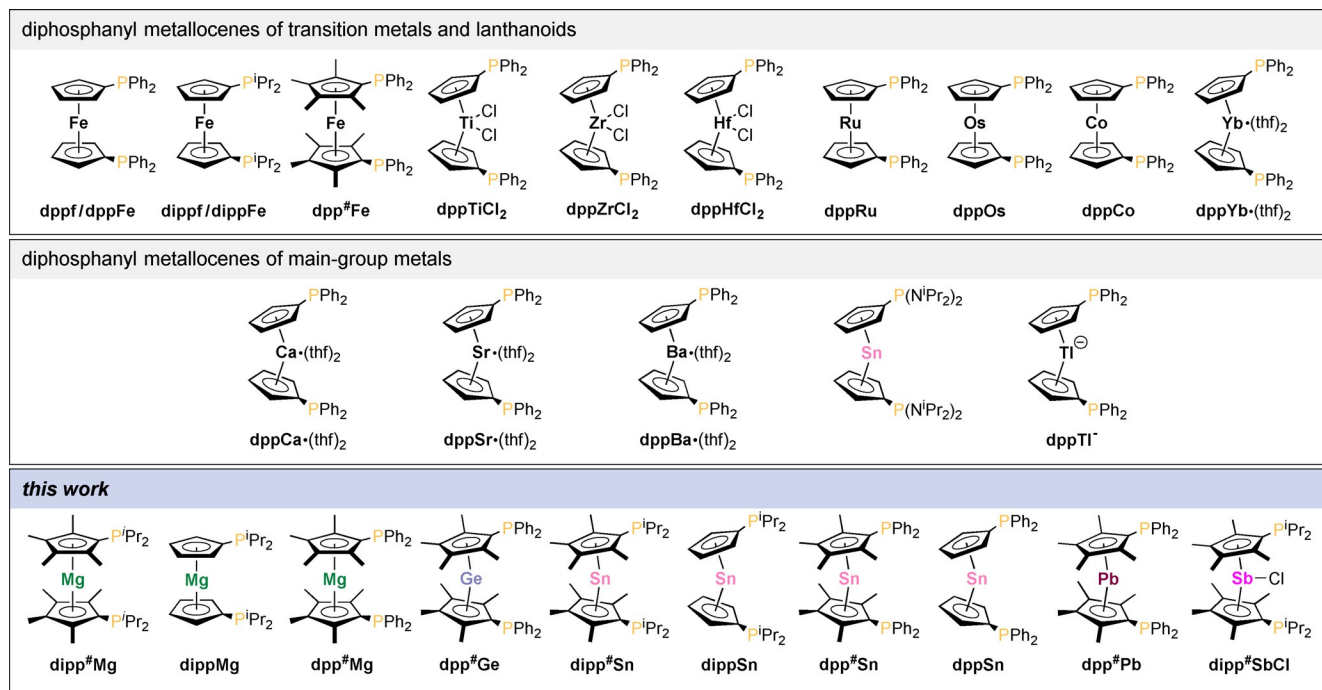 diphosphanyl metallocenes of transition metals and lanthanoids
PPh₂ PⁱPr₂ PPh₂ PPh₂ PPh₂ PPh₂ PPh₂ PPh₂ PPh₂ PPh₂
Fe Fe Fe Ti Cl Cl Zr Cl Cl Hf Cl Cl Ru Os Co Yb•(thf)₂
PPh₂ PⁱPr₂ PPh₂ PPh₂ PPh₂ PPh₂ PPh₂ PPh₂ PPh₂ PPh₂
dppf/dppFe dippf/dippFe dpp#Fe dppTiCl₂ dppZrCl₂ dppHfCl₂ dppRu dppOs dppCo dppYb•(thf)₂
diphosphanyl metallocenes of main-group metals
PPh₂ PPh₂ PPh₂ P(NⁱPr₂)₂ PPh₂
Ca•(thf)₂ Sr•(thf)₂ Ba•(thf)₂ Sn Tl⊖
PPh₂ PPh₂ PPh₂ P(NⁱPr₂)₂ PPh₂
dppCa•(thf)₂ dppSr•(thf)₂ dppBa•(thf)₂ dppTl⁻
this work
PⁱPr₂ PⁱPr₂ PPh₂ PPh₂ PⁱPr₂ PⁱPr₂ PPh₂ PPh₂ PPh₂ PⁱPr₂
Mg Mg Mg Ge Sn Sn Sn Sn Pb Sb Cl
PⁱPr₂ PⁱPr₂ PPh₂ PPh₂ PⁱPr₂ PⁱPr₂ PPh₂ PPh₂ PPh₂ PⁱPr₂
dipp#Mg dippMg dpp#Mg dpp#Ge dipp#Sn dippSn dpp#Sn dppSn dpp#Pb dipp#SbCl